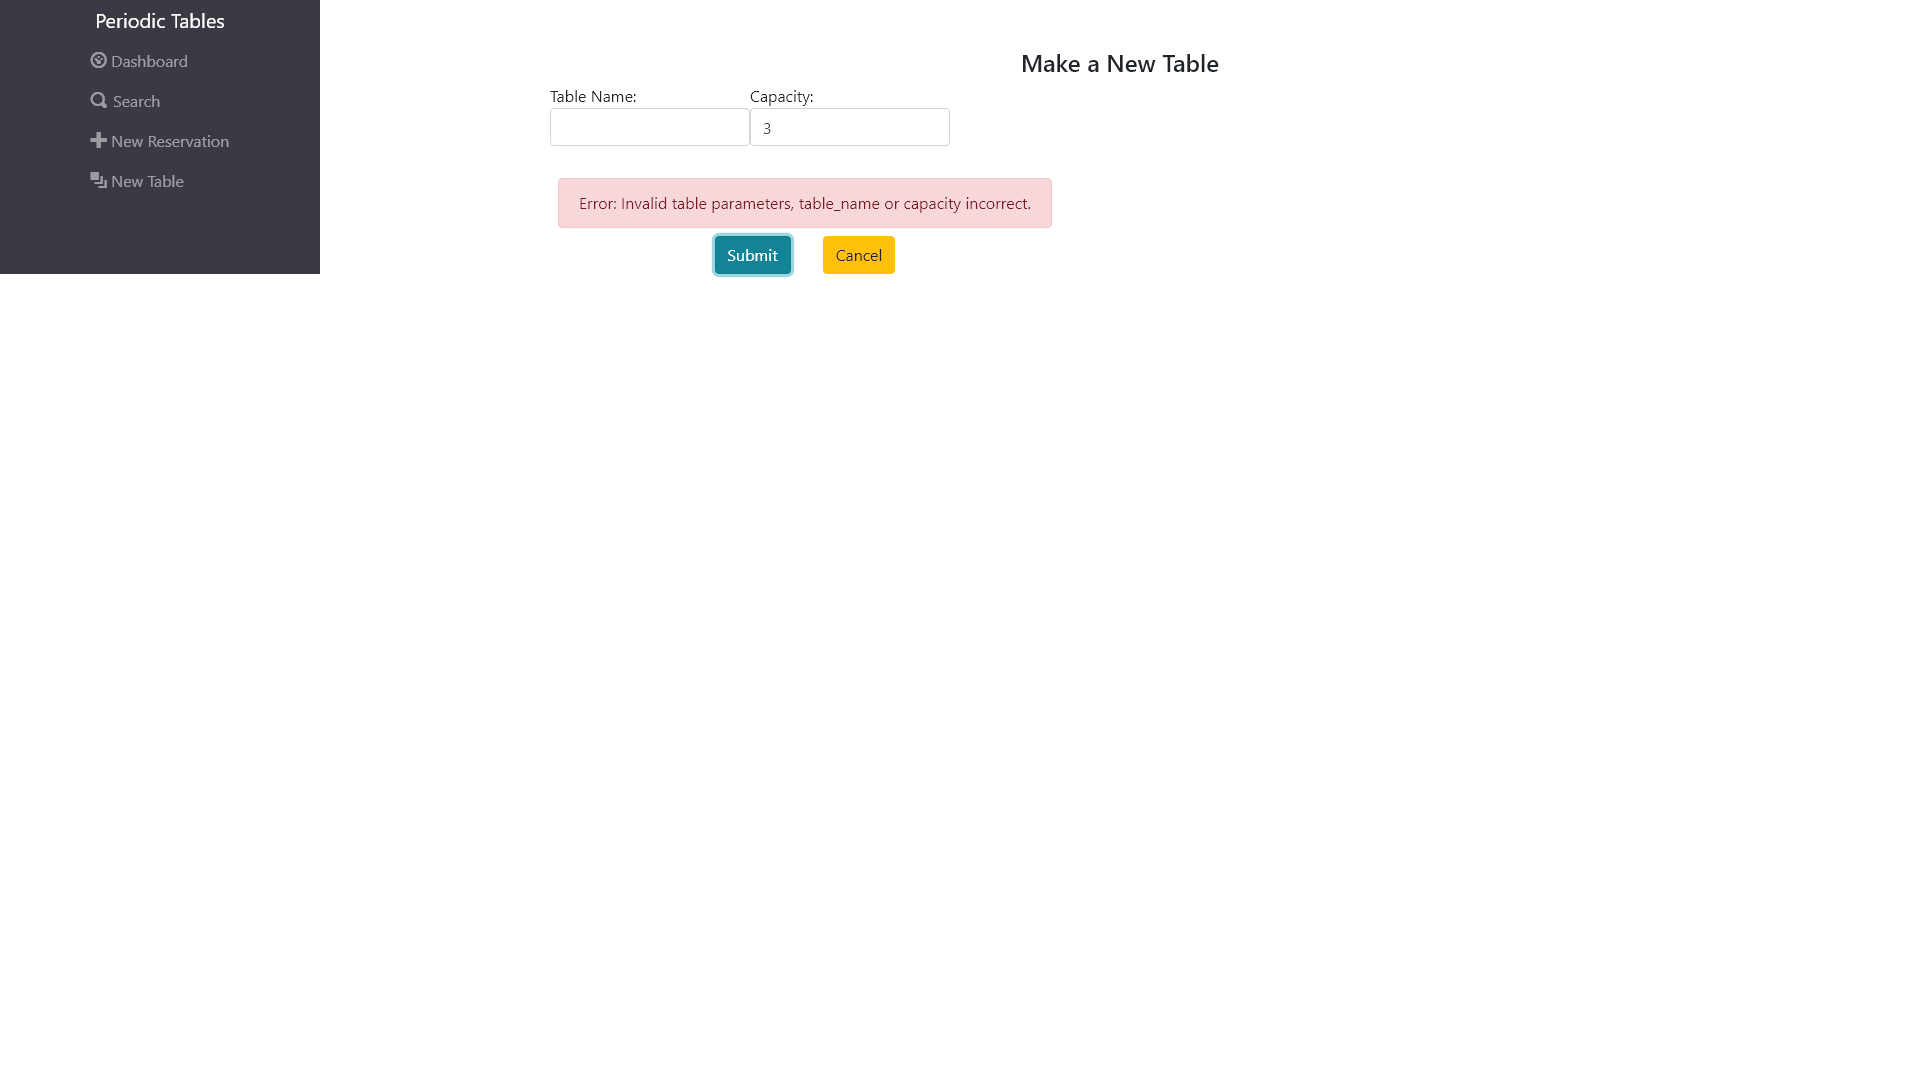 Periodic Tables
Dashboard
Search
New Reservation
New Table
Make a New Table
Table Name:
Capacity:
3
Error: Invalid table parameters, table_name or capacity incorrect.
Submit
Cancel